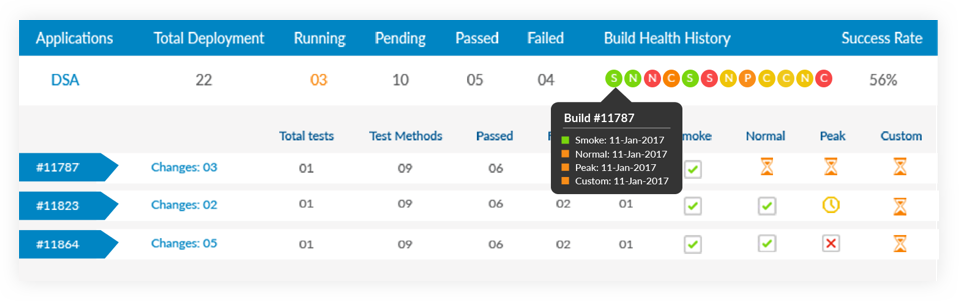 Applications Total Deployment Running Pending Passed Failed Build Health History Success Rate
DSA 22 03 10 05 04 S N N C S S N P C C N C 56%
Build #11787
Smoke: 11-Jan-2017
Normal: 11-Jan-2017
Peak: 11-Jan-2017
Custom: 11-Jan-2017
Total tests Test Methods Passed F moke Normal Peak Custom
#11787 Changes: 03 01 09 06
#11823 Changes: 02 01 09 06 02 01
#11864 Changes: 05 01 09 06 02 01